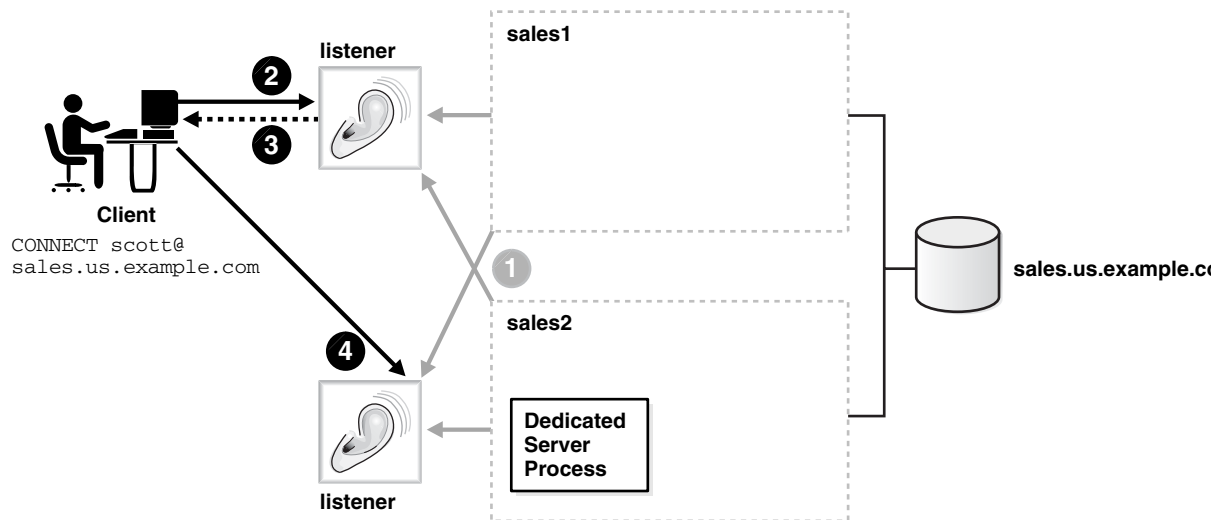 sales1
listener
2
3
Client
CONNECT scott@
sales.us.example.com
1
sales.us.example.co
sales2
4
Dedicated
Server
Process
listener